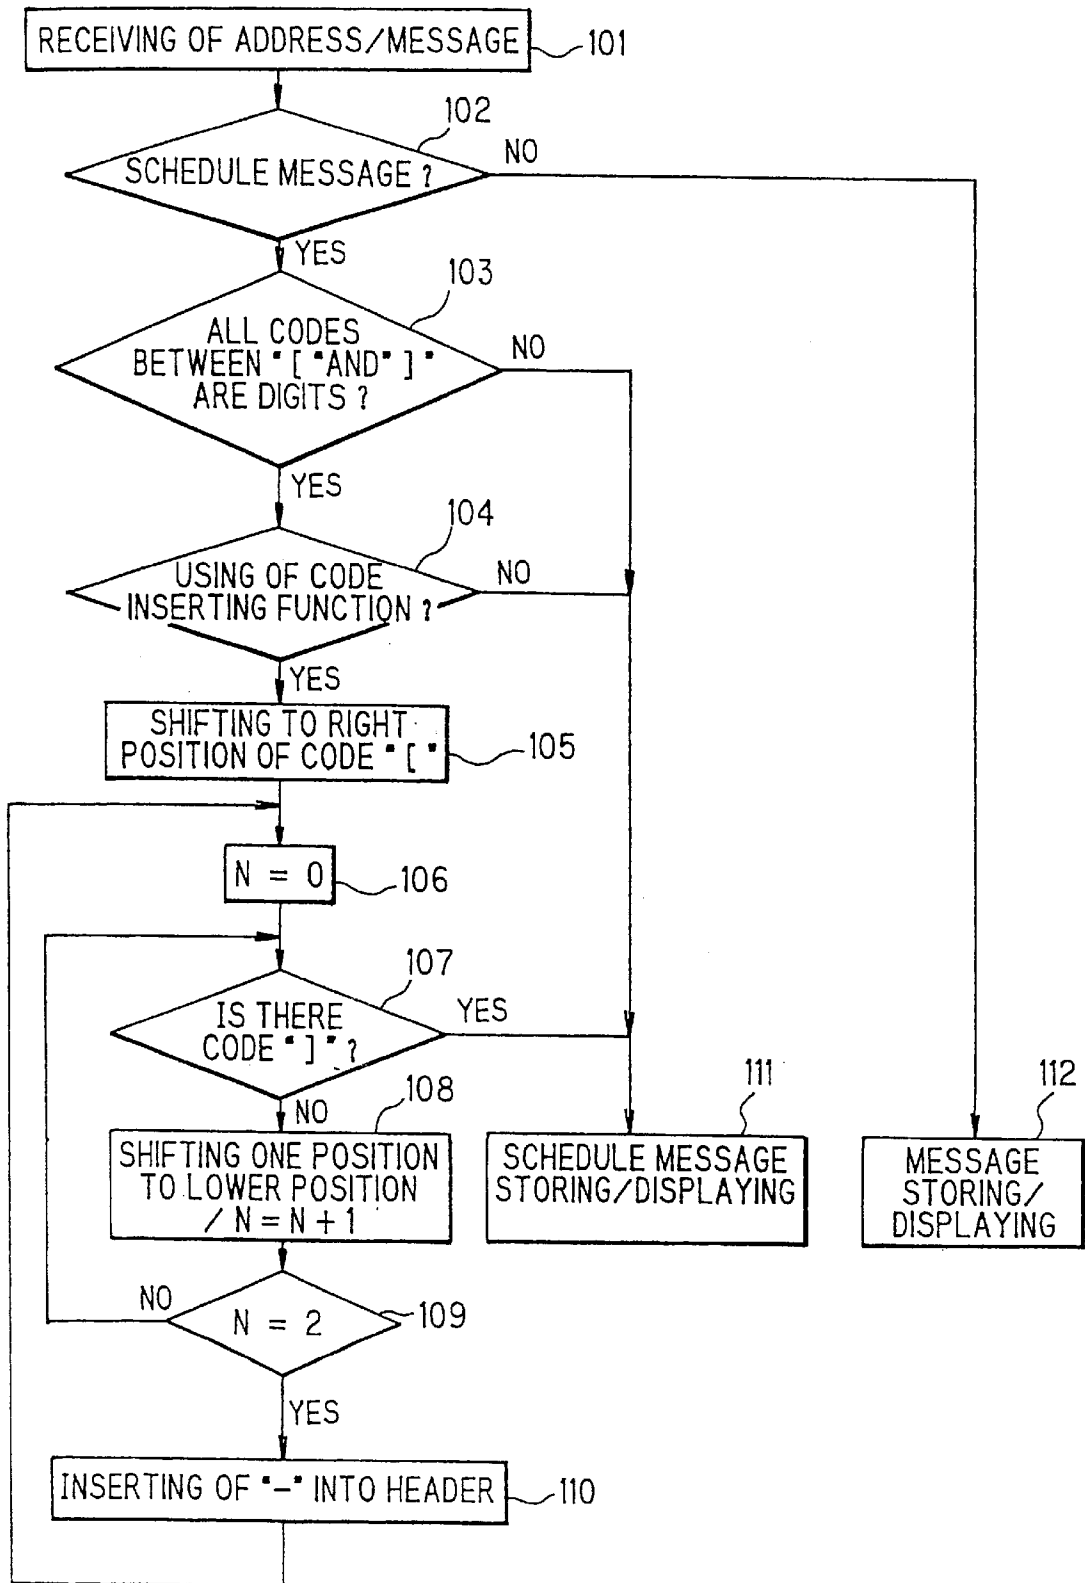 RECEIVING OF ADDRESS/MESSAGE
101
102
SCHEDULE MESSAGE ?
NO
YES
103
ALL CODES
BETWEEN "[ "AND" ]"
ARE DIGITS ?
NO
YES
104
USING OF CODE
INSERTING FUNCTION ?
NO
YES
SHIFTING TO RIGHT
POSITION OF CODE "["
105
N = 0
106
107
IS THERE
CODE "]" ?
YES
NO
108
SHIFTING ONE POSITION
TO LOWER POSITION
/ N = N + 1
111
SCHEDULE MESSAGE
STORING/DISPLAYING
112
MESSAGE
STORING/
DISPLAYING
NO
N = 2
109
YES
INSERTING OF "-" INTO HEADER
110